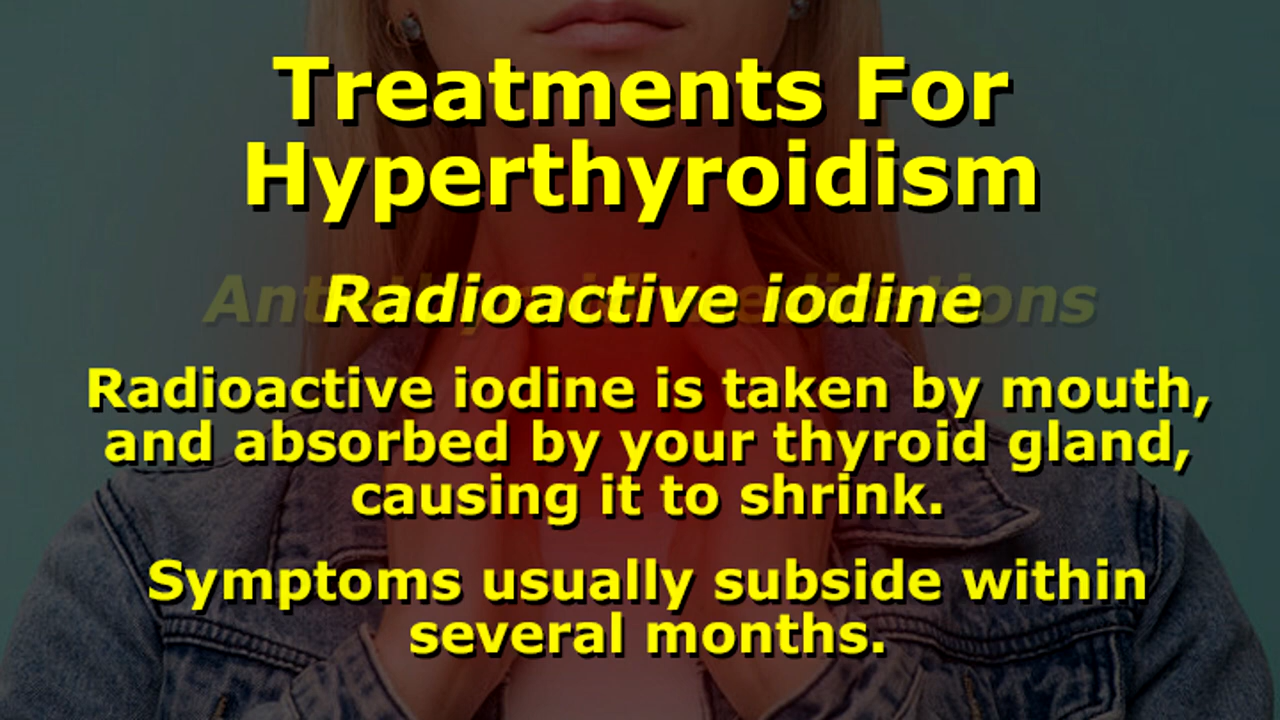 Treatments For
Hyperthyroidism
Radioactive iodine
Radioactive iodine is taken by mouth,
and absorbed by your thyroid gland,
causing it to shrink.
Symptoms usually subside within
several months.